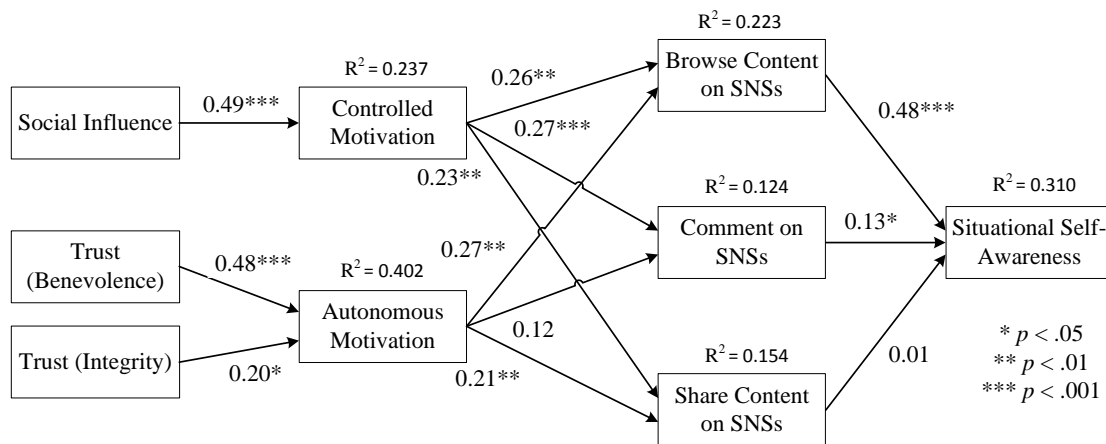 R² = 0.223
Browse Content
on SNSs
R² = 0.237
0.26**
Social Influence
0.49***
Controlled
Motivation
0.27***
0.48***
0.23**
R² = 0.124
R² = 0.310
Trust
(Benevolence)
0.48***
R² = 0.402
0.27**
Comment on
SNSs
0.13*
Situational Self-
Awareness
Autonomous
Motivation
0.12
Trust (Integrity)
0.20*
0.21**
R² = 0.154
Share Content
on SNSs
0.01
* p < .05
** p < .01
*** p < .001